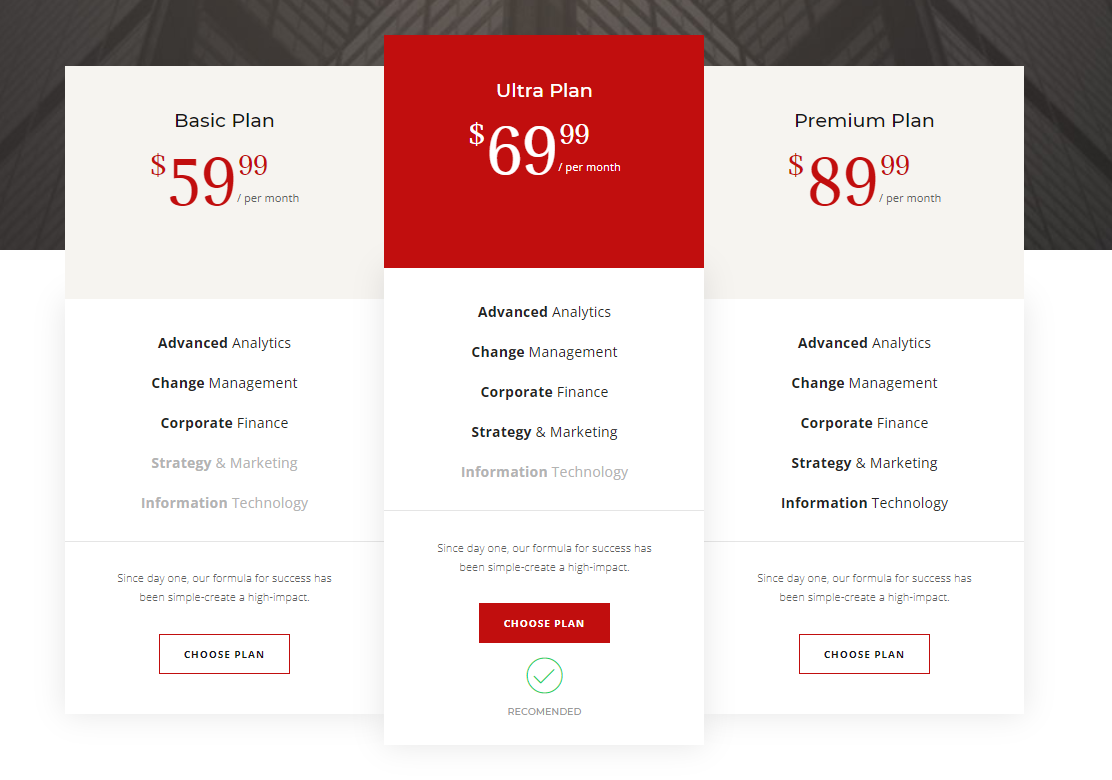 Basic Plan
$59 99
/ per month
Advanced Analytics
Change Management
Corporate Finance
Strategy & Marketing
Information Technology
Since day one, our formula for success has
been simple-create a high-impact.
CHOOSE PLAN
Ultra Plan
$69 99
/ per month
Advanced Analytics
Change Management
Corporate Finance
Strategy & Marketing
Information Technology
Since day one, our formula for success has
been simple-create a high-impact.
CHOOSE PLAN
RECOMENDED
Premium Plan
$89 99
/ per month
Advanced Analytics
Change Management
Corporate Finance
Strategy & Marketing
Information Technology
Since day one, our formula for success has
been simple-create a high-impact.
CHOOSE PLAN